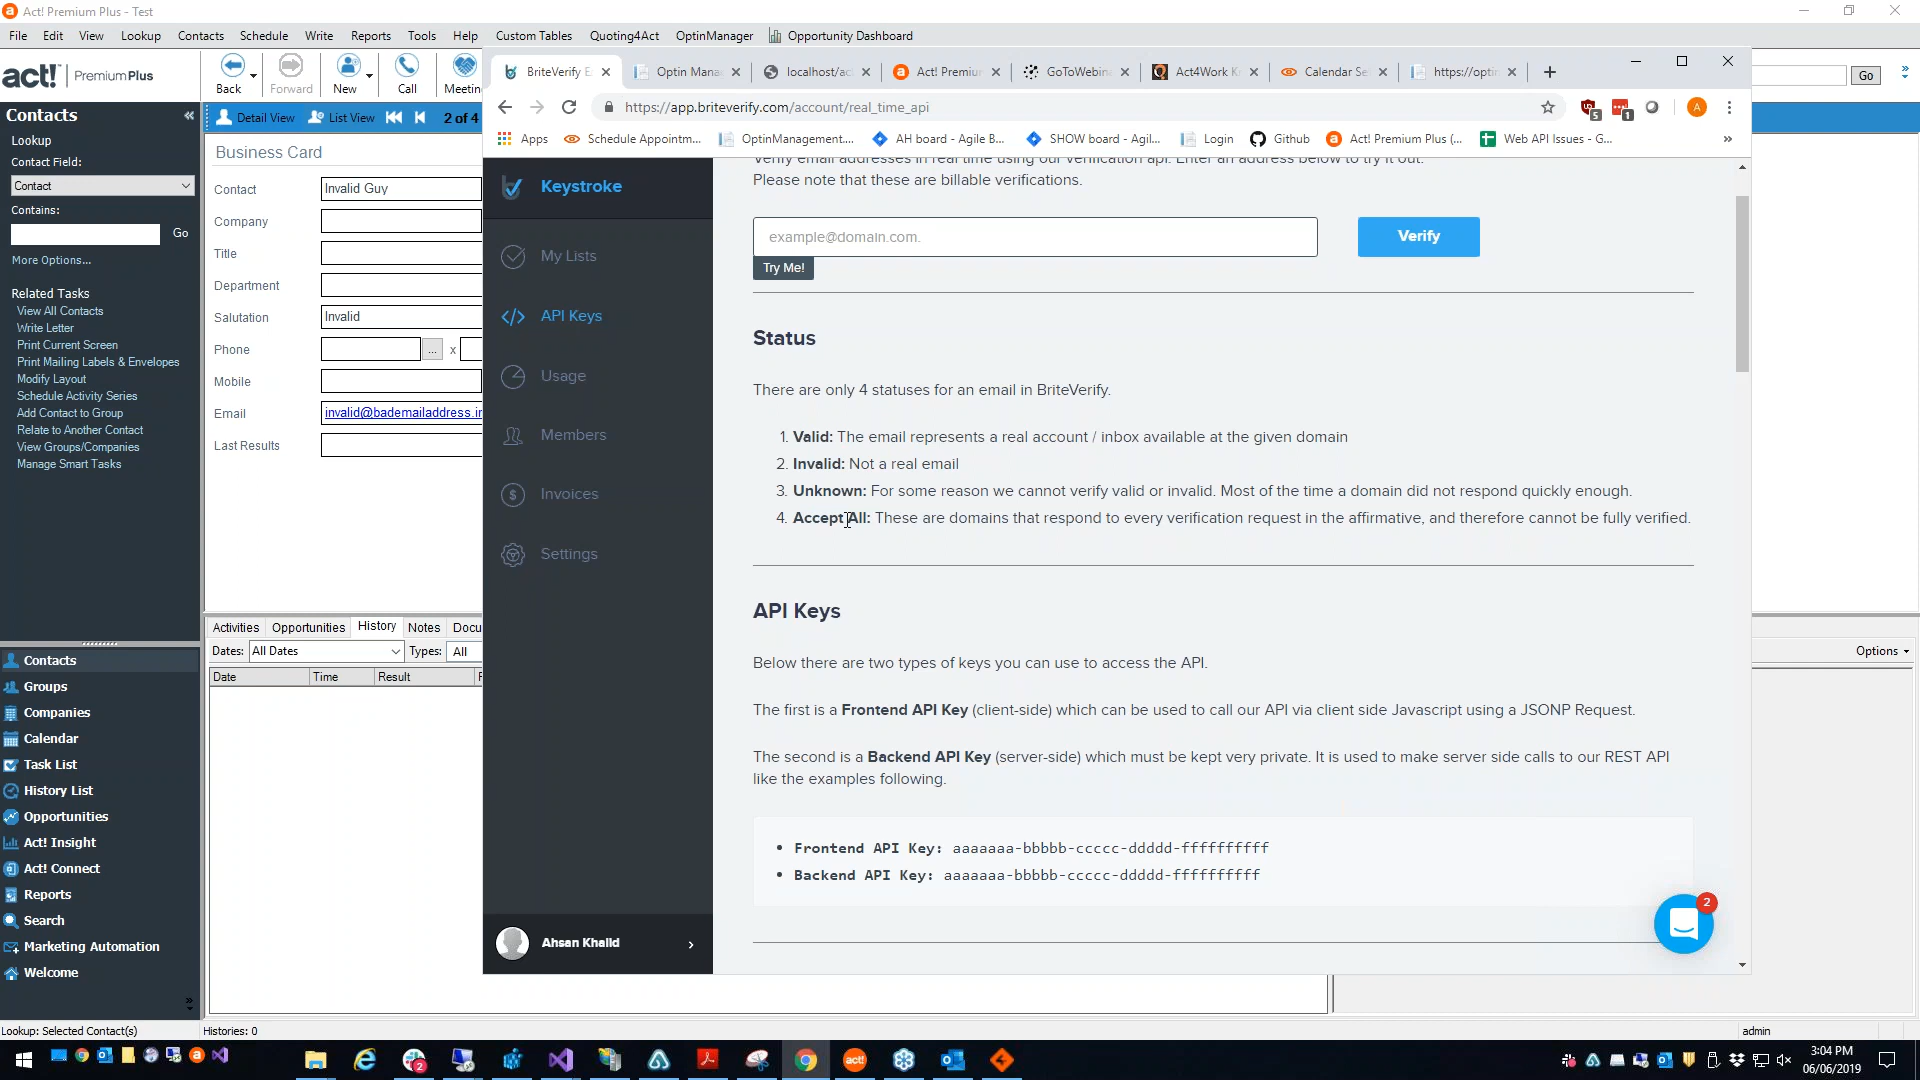 Act! Premium Plus - Test
File Edit View Lookup Contacts Schedule Write Reports Tools Help Custom Tables Quoting4Act OptinManager Opportunity Dashboard
act! Premium Plus
Back Forward New Call Meetin
Go
Contacts
Lookup
Contact Field:
Contact
Contains:
Go
More Options...
Related Tasks
View All Contacts
Write Letter
Print Current Screen
Print Mailing Labels & Envelopes
Modify Layout
Schedule Activity Series
Add Contact to Group
Relate to Another Contact
View Groups/Companies
Manage Smart Tasks
Contacts
Groups
Companies
Calendar
Task List
History List
Opportunities
Act! Insight
Act! Connect
Reports
Search
Marketing Automation
Welcome
Detail View List View 2 of 4
Business Card
Contact Invalid Guy
Company
Title
Department
Salutation Invalid
Phone ... x
Mobile
Email invalid@bademailaddress.in
Last Results
Activities Opportunities History Notes Docu
Dates: All Dates Types: All
Date Time Result
Options
BriteVerify E Optin Mana localhost/ac Act! Premiu GoToWebina Act4Work K Calendar Se https://optin
https://app.briteverify.com/account/real_time_api
5 1 A
Apps Schedule Appointm... OptinManagement... AH board - Agile B... SHOW board - Agil... Login Github Act! Premium Plus (... Web API Issues - G...
Keystroke
My Lists
API Keys
Usage
Members
Invoices
Settings
Ahsan Khalid
Verify email addresses in real time using our verification api. Enter an address below to try it out.
Please note that these are billable verifications.
example@domain.com.
Verify
Try Me!
Status
There are only 4 statuses for an email in BriteVerify.
1. Valid: The email represents a real account / inbox available at the given domain
2. Invalid: Not a real email
3. Unknown: For some reason we cannot verify valid or invalid. Most of the time a domain did not respond quickly enough.
4. Accept All: These are domains that respond to every verification request in the affirmative, and therefore cannot be fully verified.
API Keys
Below there are two types of keys you can use to access the API.
The first is a Frontend API Key (client-side) which can be used to call our API via client side Javascript using a JSONP Request.
The second is a Backend API Key (server-side) which must be kept very private. It is used to make server side calls to our REST API
like the examples following.
Frontend API Key: aaaaaaa-bbbbb-ccccc-ddddd-ffffffffff
Backend API Key: aaaaaaa-bbbbb-ccccc-ddddd-ffffffffff
2
Lookup: Selected Contact(s) Histories: 0 admin
3:04 PM
06/06/2019